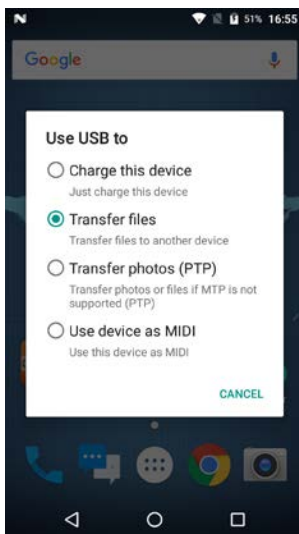 51% 16:55
Google
Use USB to
Charge this device
Just charge this device
Transfer files
Transfer files to another device
Transfer photos (PTP)
Transfer photos or files if MTP is not
supported (PTP)
Use device as MIDI
Use this device as MIDI
CANCEL